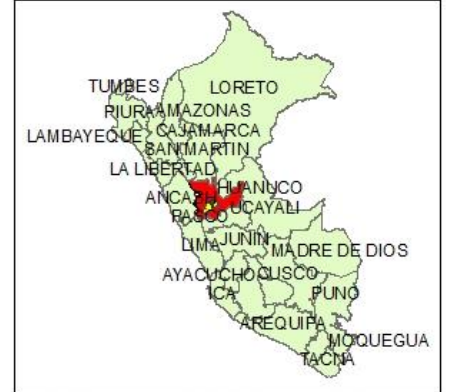 TUMBES
LORETO
PIURA AMAZONAS
LAMBAYEQUE CAJAMARCA
SAN MARTIN
LA LIBERTAD
HUANUCO
ANCASH
UCAYALI
PASCO
LIMA JUNIN
MADRE DE DIOS
AYACUCHO CUSCO
ICA
PUNO
AREQUIPA
MOQUEGUA
TACNA